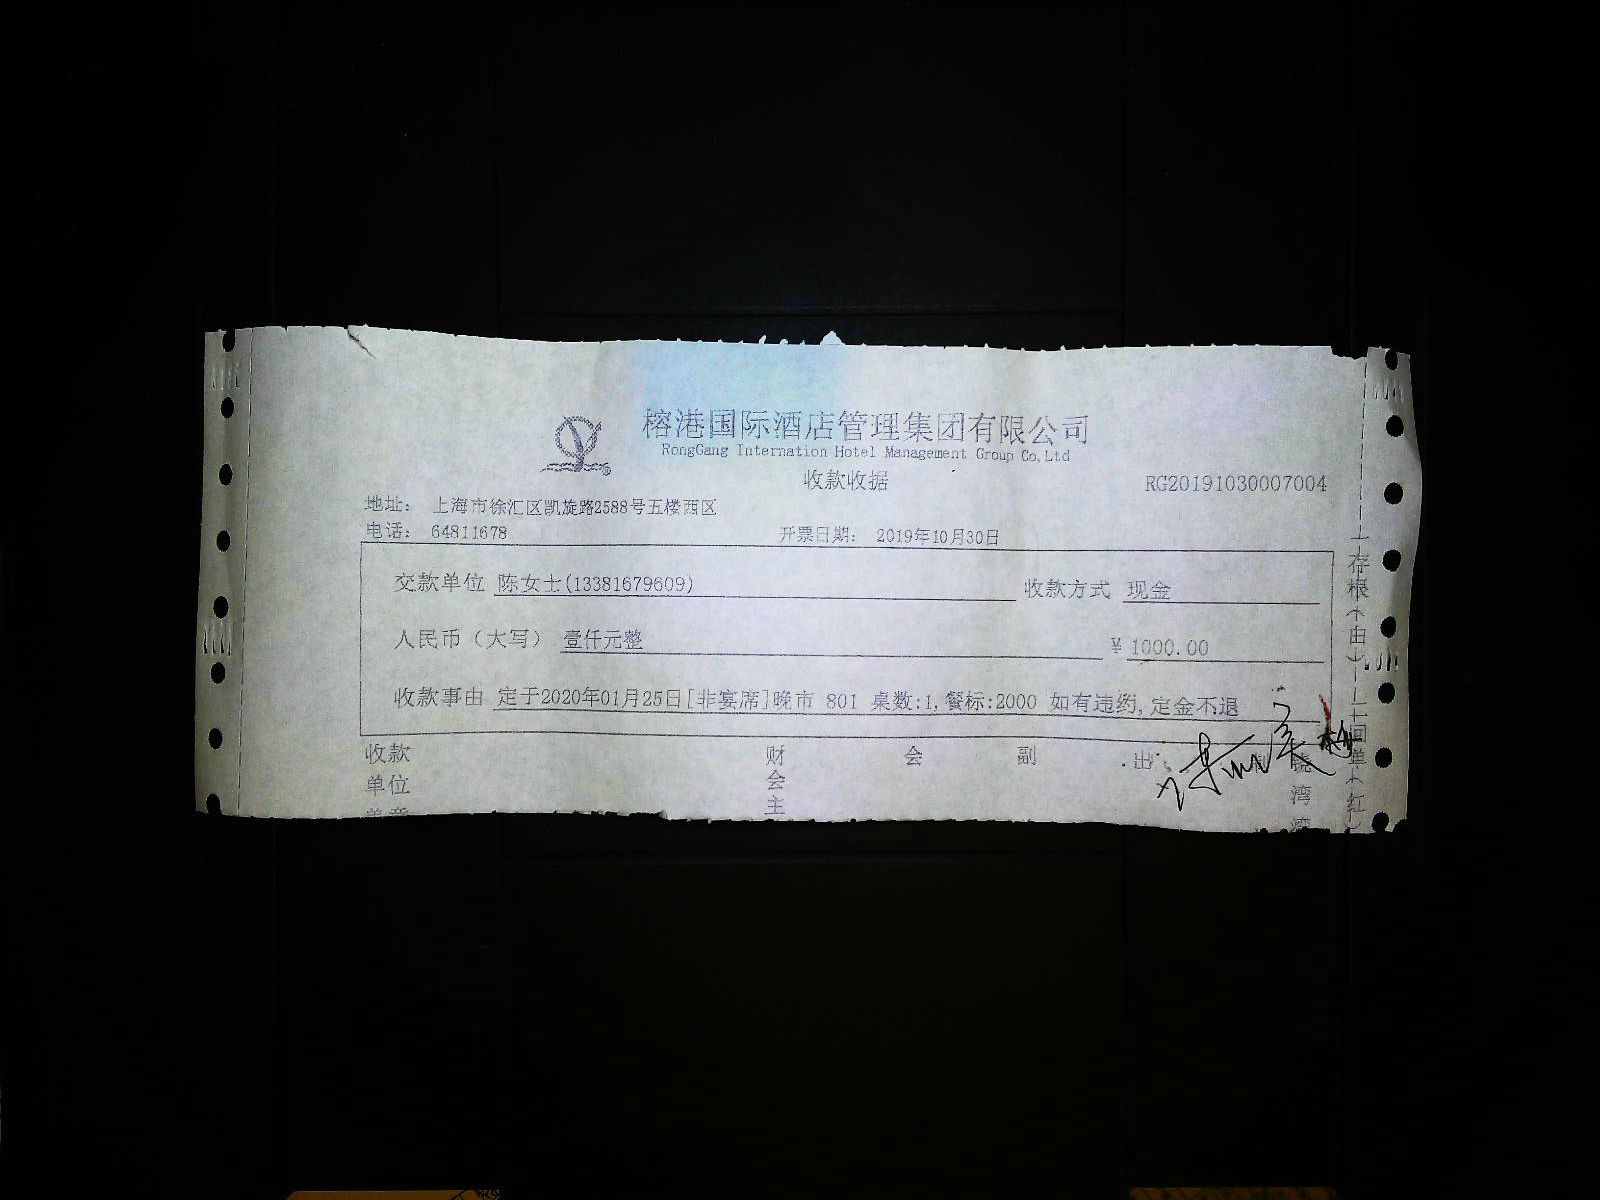 榕港国际酒店管理集团有限公司
RongGang Internation Hotel Management Group Co,Ltd
收款收据 RG20191030007004
地址： 上海市徐汇区凯旋路2588号五楼西区
电话： 64811678 开票日期： 2019年10月30日
交款单位 陈女士(13381679609) 收款方式 现金
人民币（大写） 壹仟元整 ¥ 1000.00
收款事由 定于2020年01月25日[非宴席]晚市 801 桌数:1,餐标:2000 如有违约,定金不退
收款 财 会 副 出
单位 会 湾
主
存根（由）
回单（红）